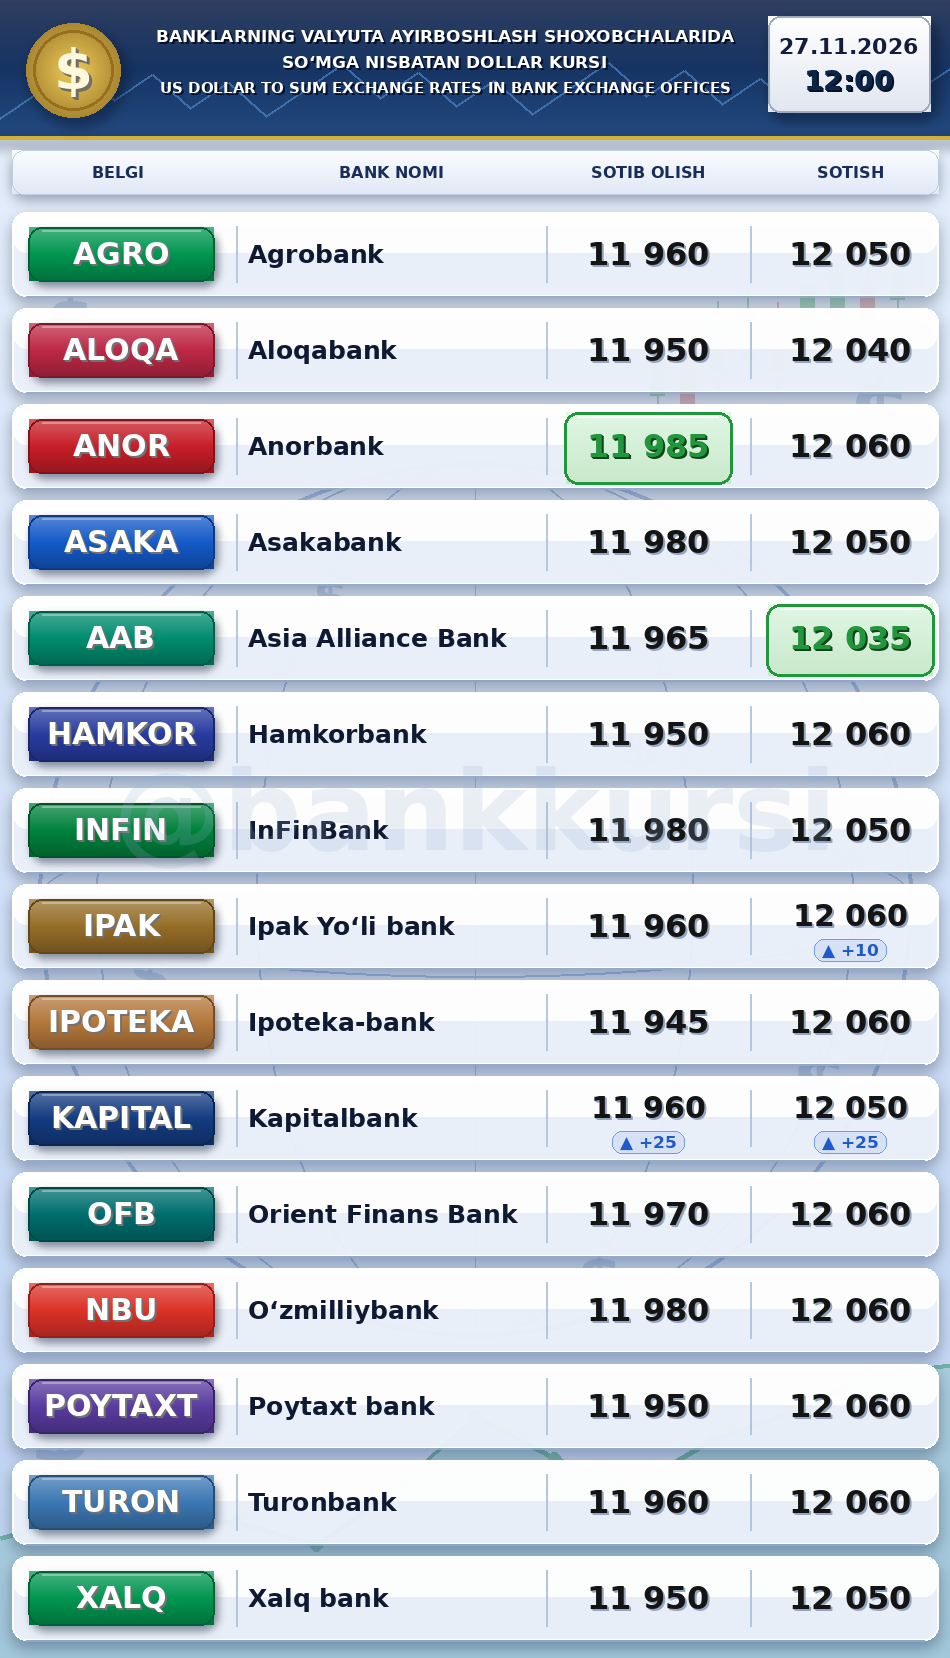 $
BANKLARNING VALYUTA AYIRBOSHLASH SHOXOBCHALARIDA
SO‘MGA NISBATAN DOLLAR KURSI
US DOLLAR TO SUM EXCHANGE RATES IN BANK EXCHANGE OFFICES
27.11.2026
12:00
BELGI BANK NOMI SOTIB OLISH SOTISH
AGRO Agrobank 11 960 12 050
ALOQA Aloqabank 11 950 12 040
ANOR Anorbank 11 985 12 060
ASAKA Asakabank 11 980 12 050
AAB Asia Alliance Bank 11 965 12 035
HAMKOR Hamkorbank 11 950 12 060
@bankkursi
INFIN InFinBank 11 980 12 050
IPAK Ipak Yo‘li bank 11 960 12 060
▲ +10
IPOTEKA Ipoteka-bank 11 945 12 060
KAPITAL Kapitalbank 11 960 12 050
▲ +25 ▲ +25
OFB Orient Finans Bank 11 970 12 060
NBU O‘zmilliybank 11 980 12 060
POYTAXT Poytaxt bank 11 950 12 060
TURON Turonbank 11 960 12 060
XALQ Xalq bank 11 950 12 050